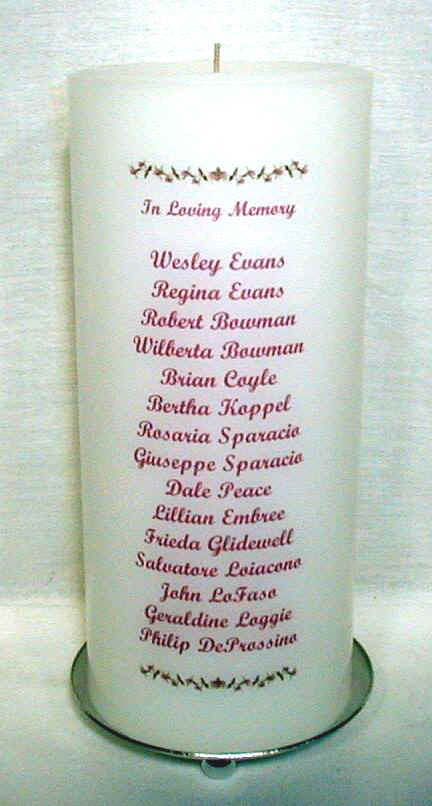 In Loving Memory
Wesley Evans
Regina Evans
Robert Bowman
Wilberta Bowman
Brian Coyle
Bertha Koppel
Rosaria Sparacio
Giuseppe Sparacio
Dale Peace
Lillian Embree
Frieda Glidewell
Salvatore Loiacono
John LoFaso
Geraldine Loggie
Philip DeProssino